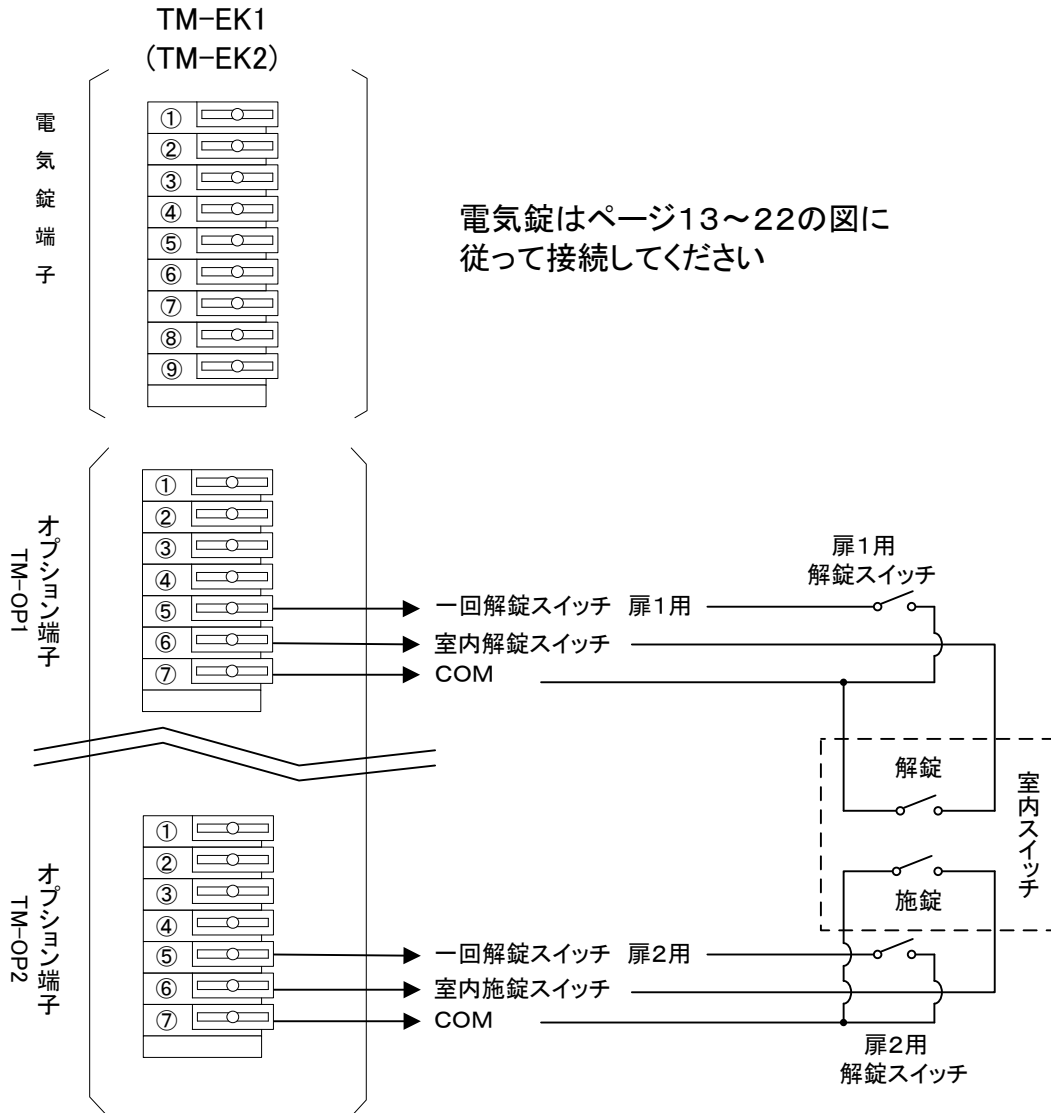 TM-EK1
(TM-EK2)
電気錠端子
①
②
③
④
⑤
⑥
⑦
⑧
⑨
電気錠はページ13～22の図に
従って接続してください
オプション端子
TM-OP1
①
②
③
④
⑤
⑥
⑦
一回解錠スイッチ 扉1用
室内解錠スイッチ
COM
扉1用
解錠スイッチ
解錠
室内スイッチ
施錠
オプション端子
TM-OP2
①
②
③
④
⑤
⑥
⑦
一回解錠スイッチ 扉2用
室内施錠スイッチ
COM
扉2用
解錠スイッチ